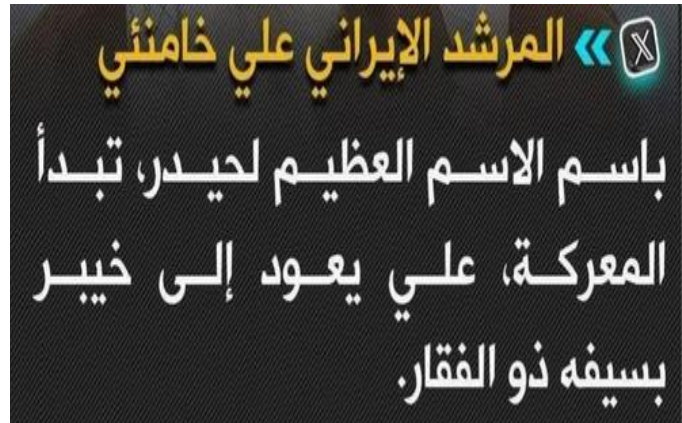 » المرشد الإيراني علي خامنئي
باسم الاسم العظيم لحيدر، تبدأ
المعركة، علي يعود إلى خيبر
بسيفه ذو الفقار.